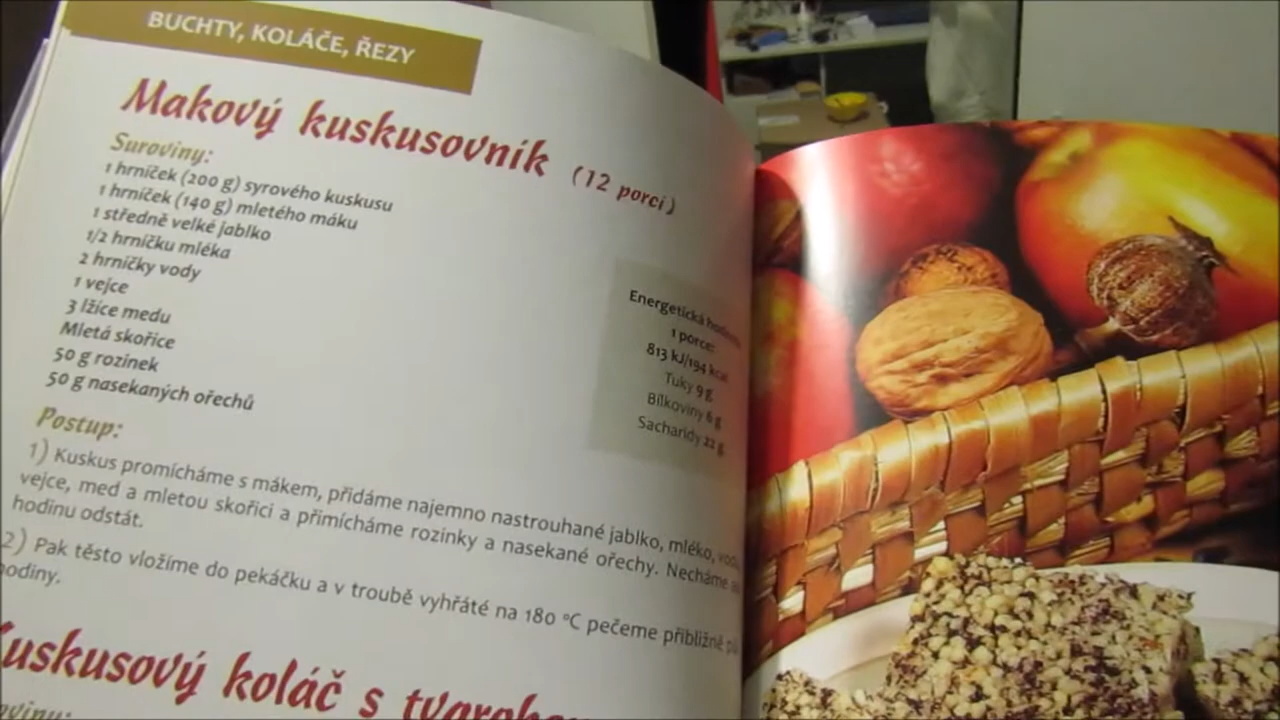 BUCHTY, KOLÁČE, ŘEZY
Makový kuskusovník (12 porcí)
Suroviny:
1 hrníček (200 g) syrového kuskusu
1 hrníček (140 g) mletého máku
1 středně velké jablko
1/2 hrníčku mléka
2 hrníčky vody
1 vejce
3 lžíce medu
Mletá skořice
50 g rozinek
50 g nasekaných ořechů
Energetická
1 porce:
813 kJ/194 kcal
Tuky 9 g
Bílkoviny 6 g
Sacharidy 22 g
Postup:
1) Kuskus promícháme s mákem, přidáme najemno nastrouhané jablko, mléko,
vejce, med a mletou skořici a přimícháme rozinky a nasekané ořechy. Necháme
hodinu odstát.
2) Pak těsto vložíme do pekáčku a v troubě vyhřáté na 180 °C pečeme přibližně
hodiny.
Kuskusový koláč s